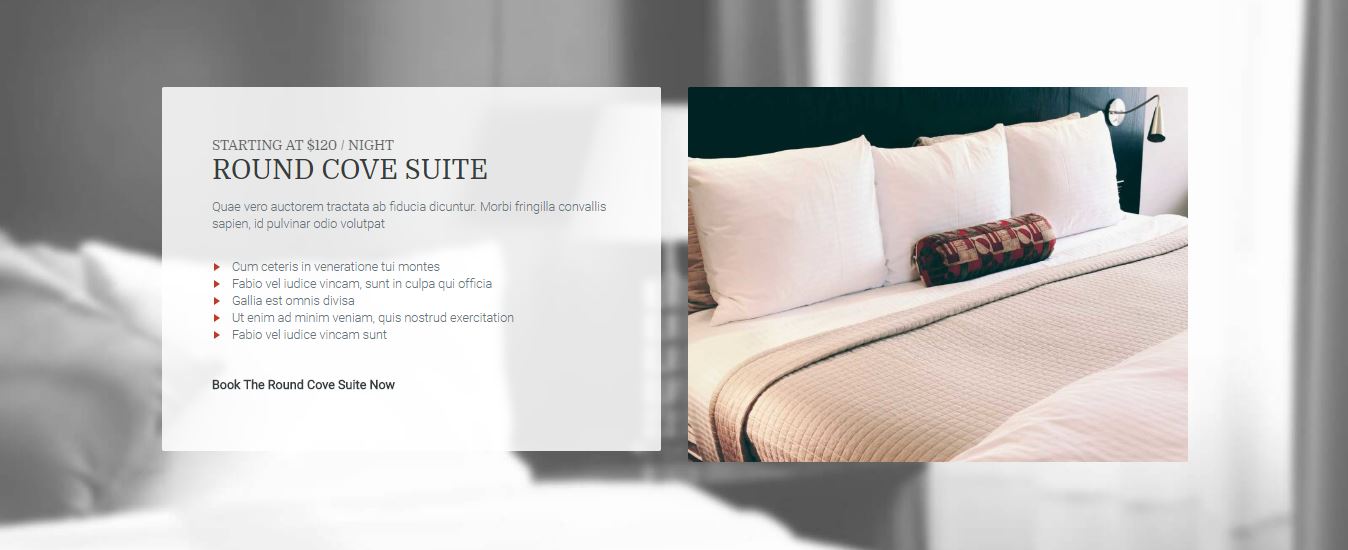 STARTING AT $120 / NIGHT
ROUND COVE SUITE
Quae vero auctorem tractata ab fiducia dicuntur. Morbi fringilla convallis
sapien, id pulvinar odio volutpat
Cum ceteris in veneratione tui montes
Fabio vel iudice vincam, sunt in culpa qui officia
Gallia est omnis divisa
Ut enim ad minim veniam, quis nostrud exercitation
Fabio vel iudice vincam sunt
Book The Round Cove Suite Now